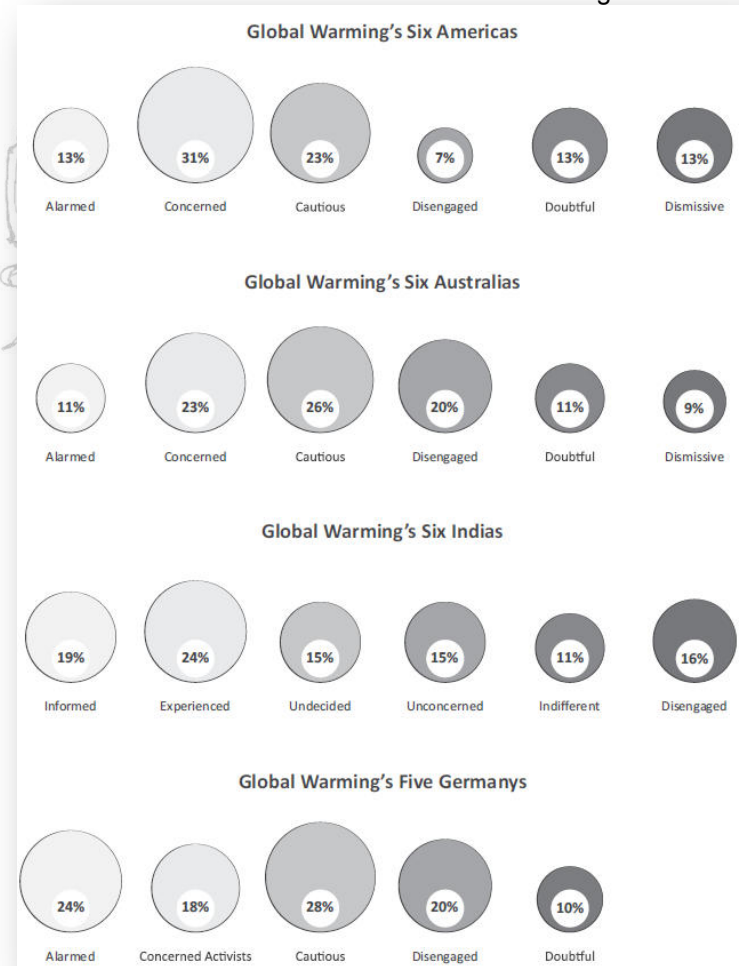 Global Warming's Six Americas
13% 31% 23% 7% 13% 13%
Alarmed Concerned Cautious Disengaged Doubtful Dismissive
Global Warming's Six Australias
11% 23% 26% 20% 11% 9%
Alarmed Concerned Cautious Disengaged Doubtful Dismissive
Global Warming's Six Indias
19% 24% 15% 15% 11% 16%
Informed Experienced Undecided Unconcerned Indifferent Disengaged
Global Warming's Five Germanys
24% 18% 28% 20% 10%
Alarmed Concerned Activists Cautious Disengaged Doubtful